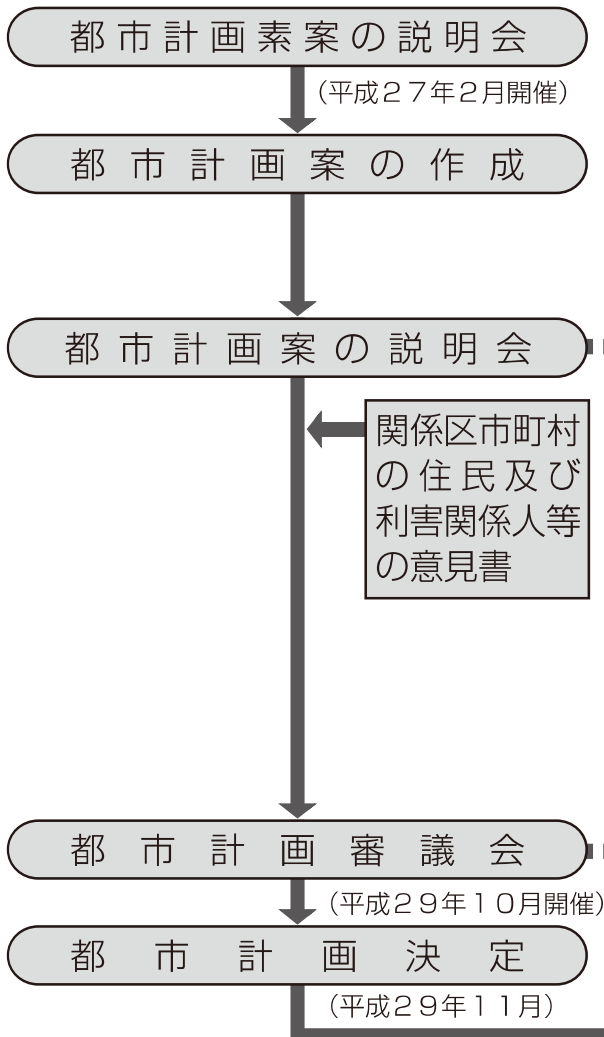 都市計画素案の説明会
（平成２７年２月開催）
都市計画案の作成
都市計画案の説明会
関係区市町村
の住民及び
利害関係人等
の意見書
都市計画審議会
（平成２９年１０月開催）
都市計画決定
（平成２９年１１月）